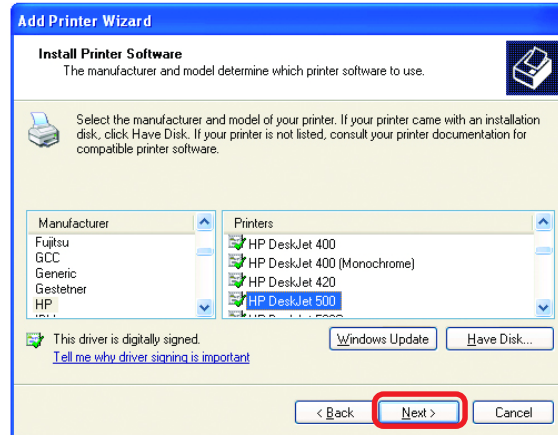 Add Printer Wizard
Install Printer Software
The manufacturer and model determine which printer software to use.
Select the manufacturer and model of your printer. If your printer came with an installation
disk, click Have Disk. If your printer is not listed, consult your printer documentation for
compatible printer software.
Manufacturer
Fujitsu
GCC
Generic
Gestetner
HP
Printers
HP DeskJet 400
HP DeskJet 400 (Monochrome)
HP DeskJet 420
HP DeskJet 500
This driver is digitally signed.
Tell me why driver signing is important
Windows Update
Have Disk...
< Back
Next >
Cancel